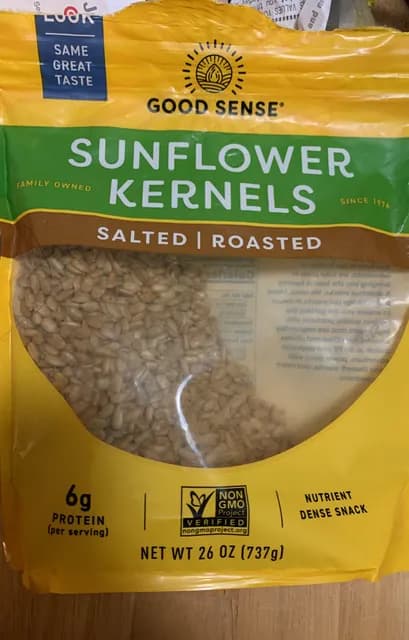 LOOK
SAME
GREAT
TASTE
GOOD SENSE®
SUNFLOWER
KERNELS
FAMILY OWNED
SINCE 1976
SALTED | ROASTED
6g
PROTEIN
(per serving)
NON
GMO
Project
VERIFIED
nongmoproject.org
NUTRIENT
DENSE SNACK
NET WT 26 OZ (737g)